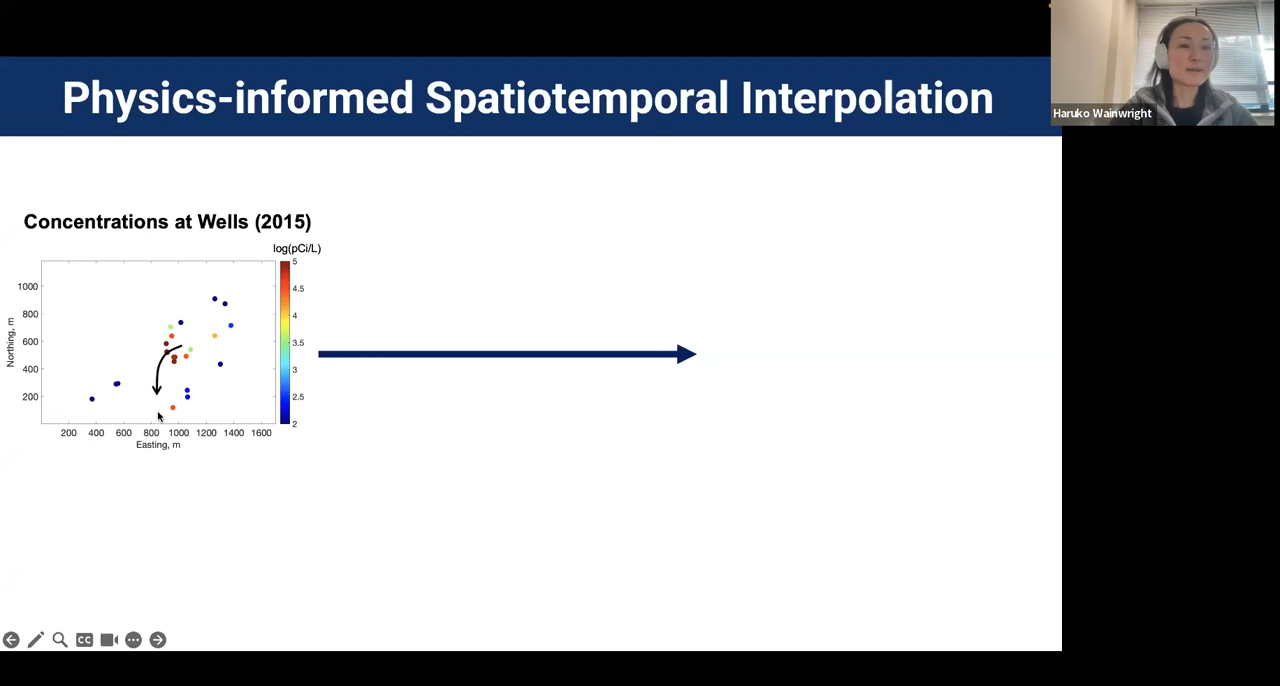 Physics-informed Spatiotemporal Interpolation
Haruko Wainwright
Concentrations at Wells (2015)
log(pCi/L)
1000
800
600
400
200
Northing, m
200 400 600 800 1000 1200 1400 1600
Easting, m
5
4.5
4
3.5
3
2.5
2
CC